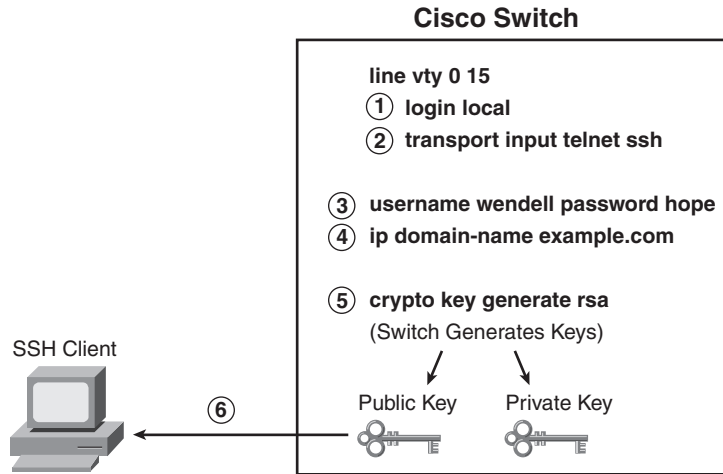 Cisco Switch
line vty 0 15
1 login local
2 transport input telnet ssh
3 username wendell password hope
4 ip domain-name example.com
5 crypto key generate rsa
(Switch Generates Keys)
SSH Client
6
Public Key
Private Key